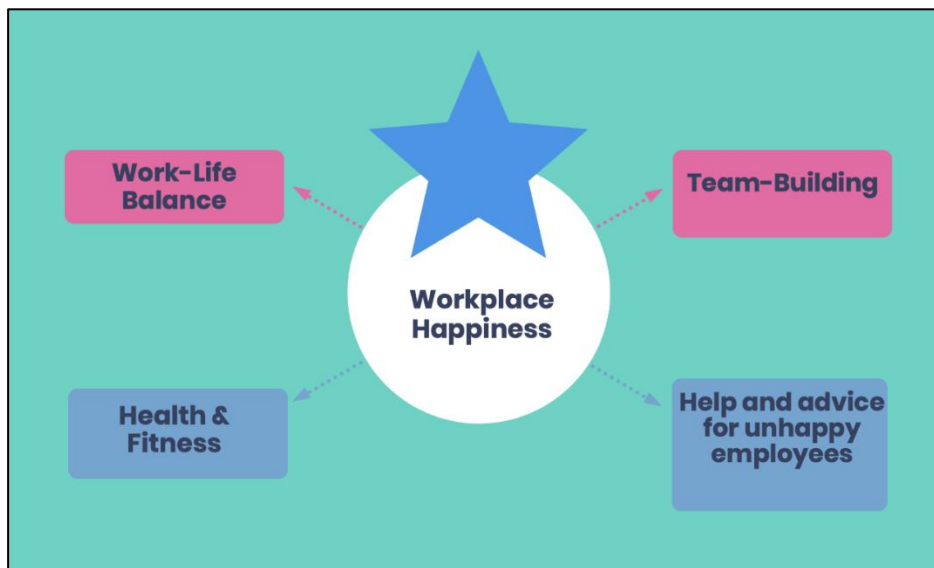 Work-Life
Balance
Team-Building
Workplace
Happiness
Health &
Fitness
Help and advice
for unhappy
employees